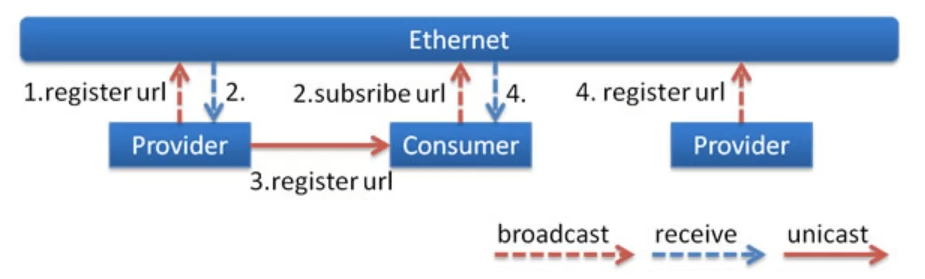 Ethernet
1.register url
2.
2.subsribe url
4.
4. register url
Provider
Consumer
Provider
3.register url
broadcast
receive
unicast